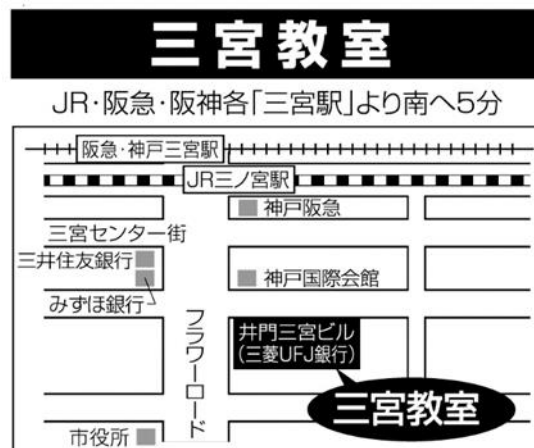 三宮教室
JR・阪急・阪神各「三宮駅」より南へ5分
阪急・神戸三宮駅
JR三ノ宮駅
神戸阪急
三宮センター街
三井住友銀行
神戸国際会館
みずほ銀行
フラワーロード
井門三宮ビル
(三菱UFJ銀行)
三宮教室
市役所